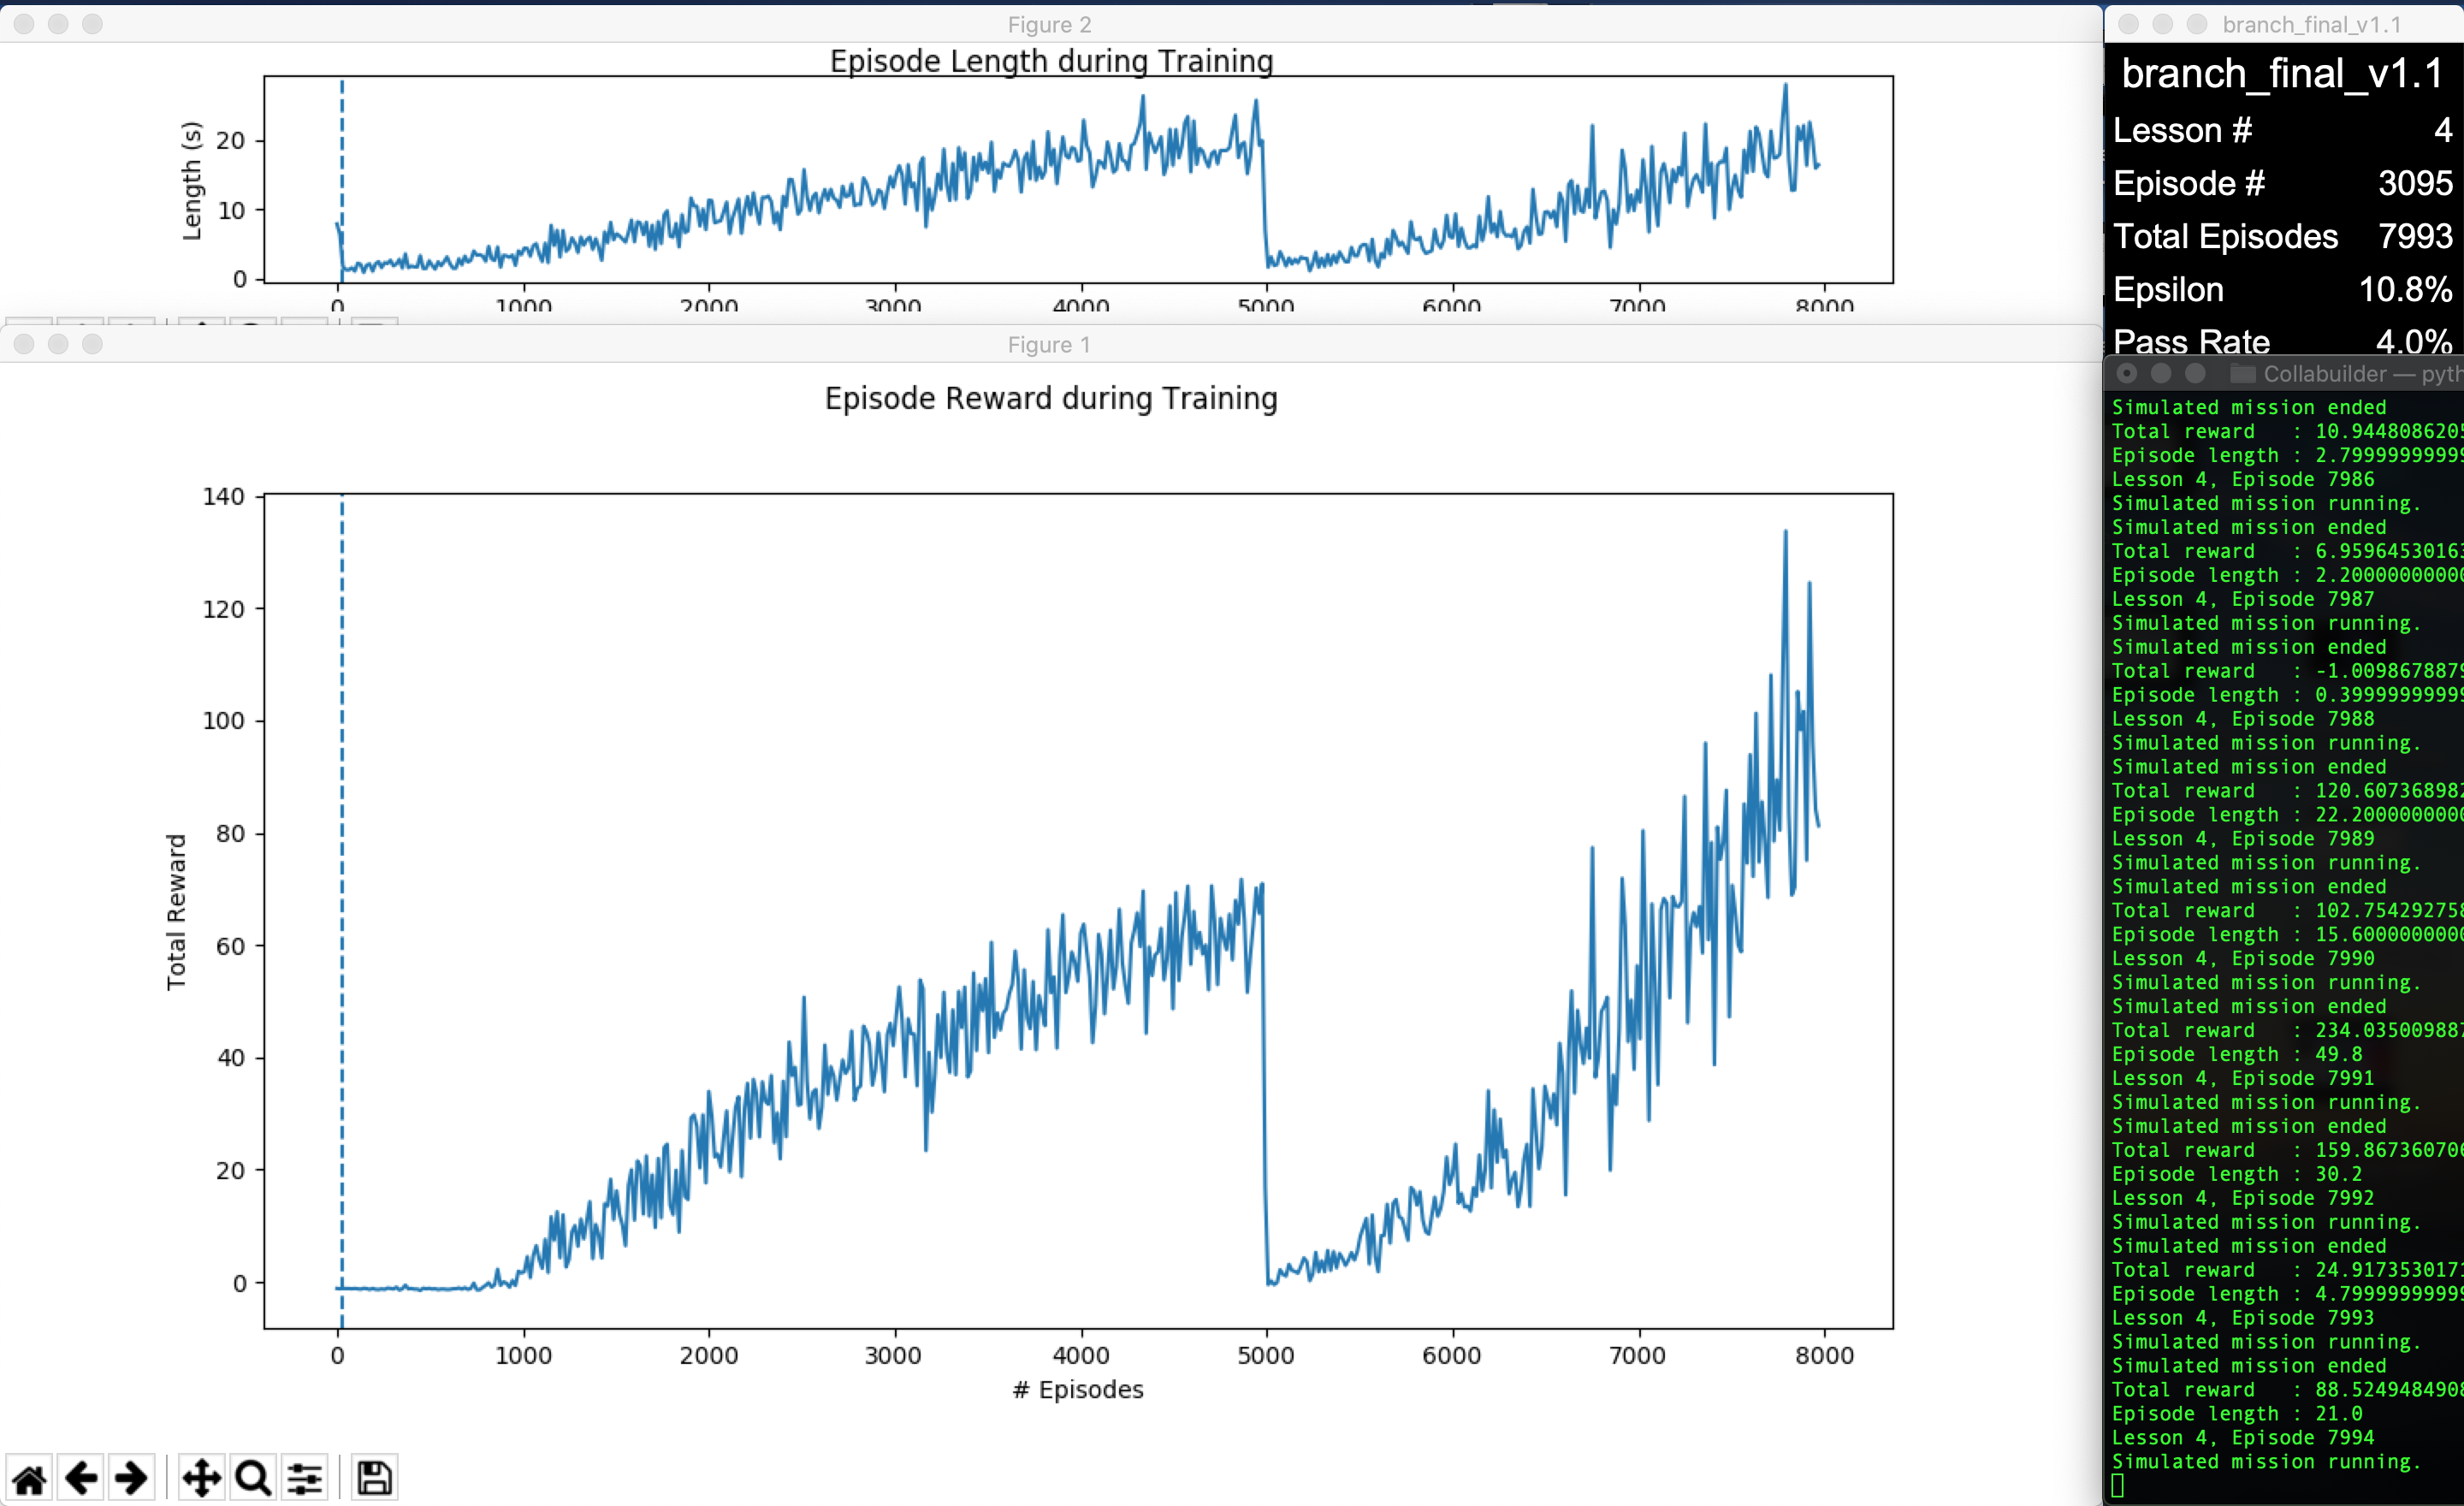 Figure 2
Episode Length during Training
Length (s)
20
10
0
0 1000 2000 3000 4000 5000 6000 7000 8000
Figure 1
Episode Reward during Training
Total Reward
140
120
100
80
60
40
20
0
0 1000 2000 3000 4000 5000 6000 7000 8000
# Episodes
branch_final_v1.1
branch_final_v1.1
Lesson # 4
Episode # 3095
Total Episodes 7993
Epsilon 10.8%
Pass Rate 4.0%
Collabuilder — pyth
Simulated mission ended
Total reward : 10.9448086205
Episode length : 2.79999999999
Lesson 4, Episode 7986
Simulated mission running.
Simulated mission ended
Total reward : 6.95964530163
Episode length : 2.20000000000
Lesson 4, Episode 7987
Simulated mission running.
Simulated mission ended
Total reward : -1.0098678879
Episode length : 0.39999999999
Lesson 4, Episode 7988
Simulated mission running.
Simulated mission ended
Total reward : 120.607368982
Episode length : 22.2000000000
Lesson 4, Episode 7989
Simulated mission running.
Simulated mission ended
Total reward : 102.754292758
Episode length : 15.6000000000
Lesson 4, Episode 7990
Simulated mission running.
Simulated mission ended
Total reward : 234.035009887
Episode length : 49.8
Lesson 4, Episode 7991
Simulated mission running.
Simulated mission ended
Total reward : 159.867360706
Episode length : 30.2
Lesson 4, Episode 7992
Simulated mission running.
Simulated mission ended
Total reward : 24.9173530171
Episode length : 4.79999999999
Lesson 4, Episode 7993
Simulated mission running.
Simulated mission ended
Total reward : 88.5249484908
Episode length : 21.0
Lesson 4, Episode 7994
Simulated mission running.